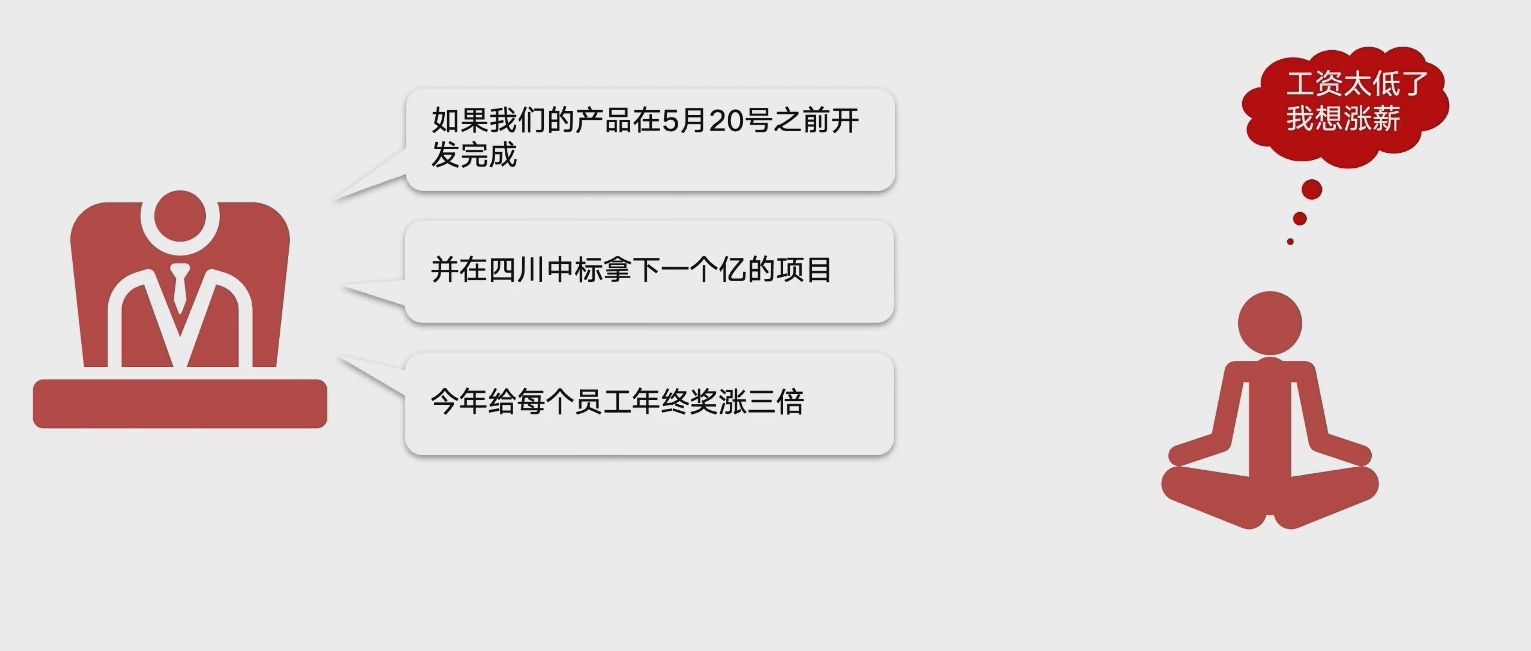 如果我们的产品在5月20号之前开
发完成
并在四川中标拿下一个亿的项目
今年给每个员工年终奖涨三倍
工资太低了
我想涨薪